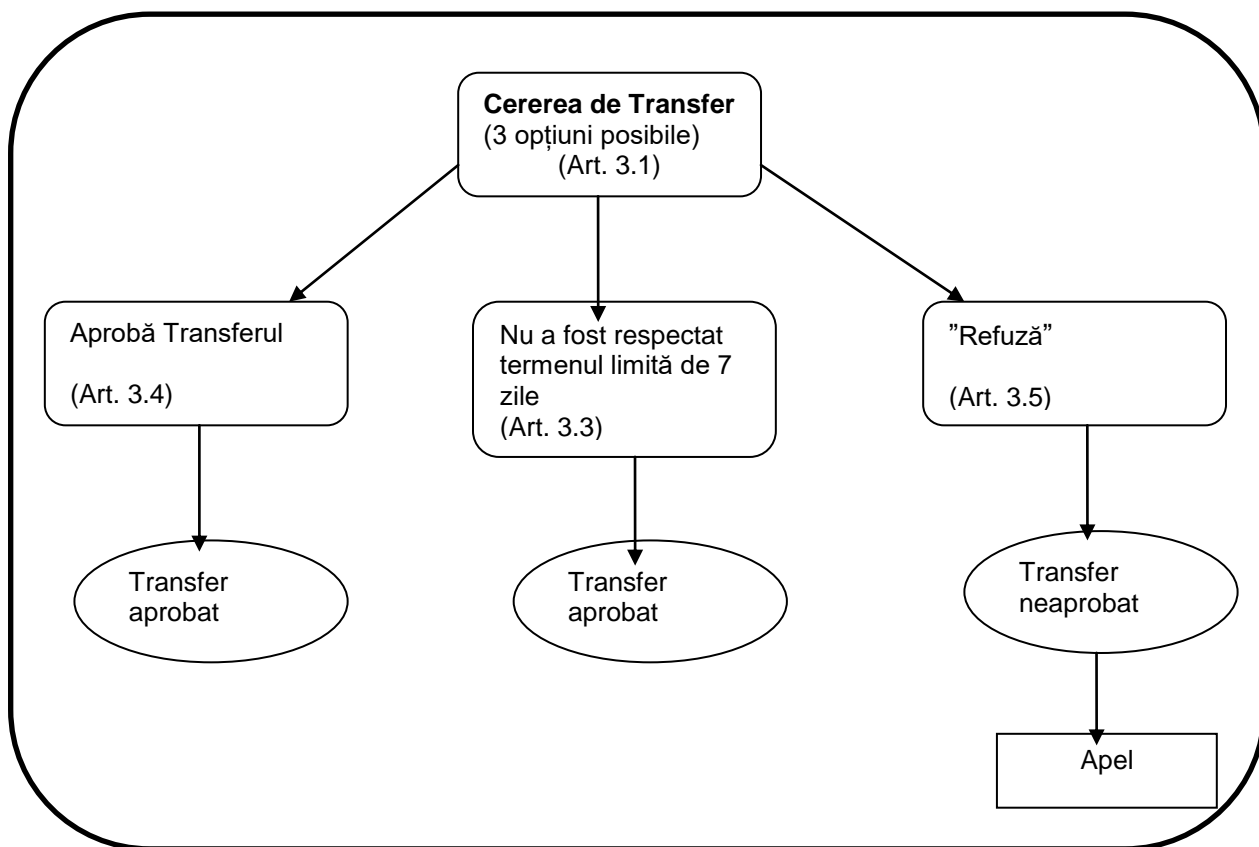 Cererea de Transfer
(3 opțiuni posibile)
(Art. 3.1)
Aprobă Transferul
(Art. 3.4)
Nu a fost respectat
termenul limită de 7
zile
(Art. 3.3)
”Refuză”
(Art. 3.5)
Transfer
aprobat
Transfer
aprobat
Transfer
neaprobat
Apel